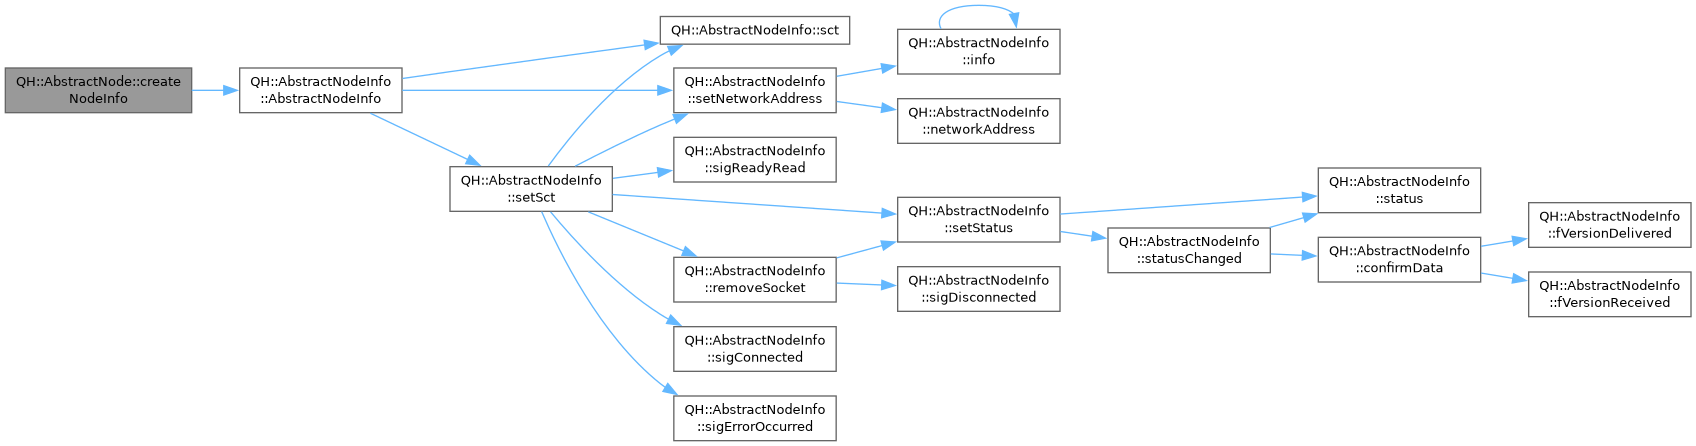 QH::AbstractNode::create
NodeInfo
QH::AbstractNodeInfo
::AbstractNodeInfo
QH::AbstractNodeInfo
::setSct
QH::AbstractNodeInfo::sct
QH::AbstractNodeInfo
::setNetworkAddress
QH::AbstractNodeInfo
::sigReadyRead
QH::AbstractNodeInfo
::removeSocket
QH::AbstractNodeInfo
::sigConnected
QH::AbstractNodeInfo
::sigErrorOccurred
QH::AbstractNodeInfo
::info
QH::AbstractNodeInfo
::networkAddress
QH::AbstractNodeInfo
::setStatus
QH::AbstractNodeInfo
::sigDisconnected
QH::AbstractNodeInfo
::statusChanged
QH::AbstractNodeInfo
::status
QH::AbstractNodeInfo
::confirmData
QH::AbstractNodeInfo
::fVersionDelivered
QH::AbstractNodeInfo
::fVersionReceived